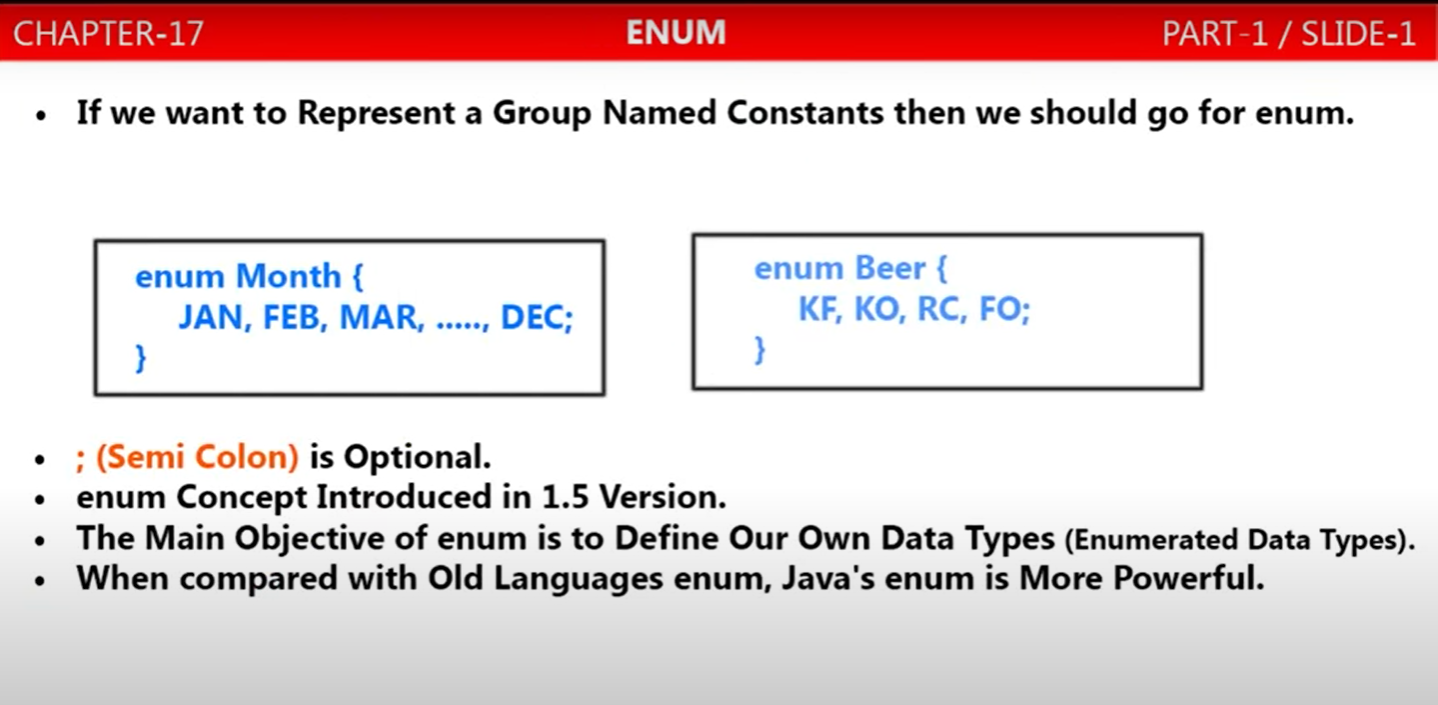 CHAPTER-17 ENUM PART-1 / SLIDE-1
• If we want to Represent a Group Named Constants then we should go for enum.
enum Month {
JAN, FEB, MAR, ....., DEC;
}
enum Beer {
KF, KO, RC, FO;
}
• ; (Semi Colon) is Optional.
• enum Concept Introduced in 1.5 Version.
• The Main Objective of enum is to Define Our Own Data Types (Enumerated Data Types).
• When compared with Old Languages enum, Java's enum is More Powerful.